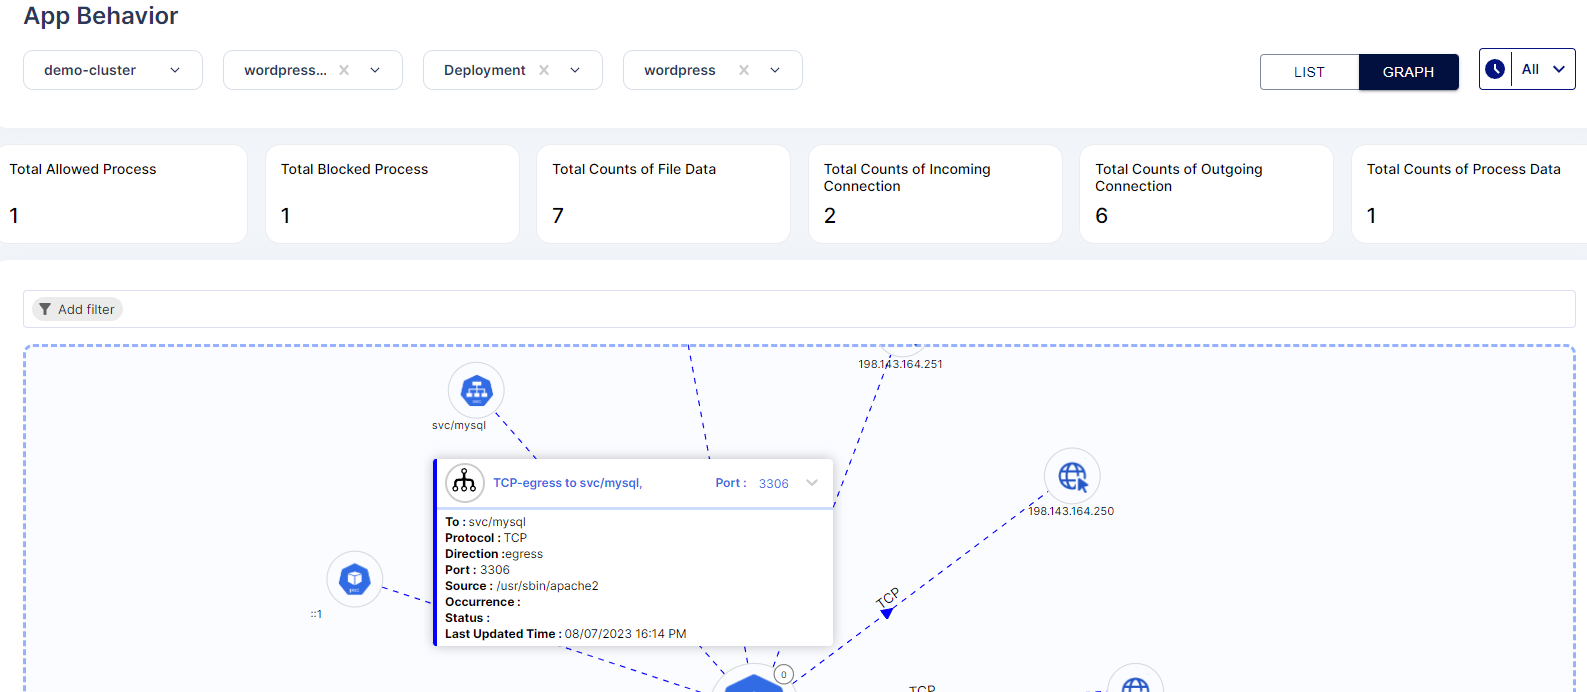 App Behavior
demo-cluster
wordpress...
Deployment
wordpress
LIST
GRAPH
All
Total Allowed Process
1
Total Blocked Process
1
Total Counts of File Data
7
Total Counts of Incoming
Connection
2
Total Counts of Outgoing
Connection
6
Total Counts of Process Data
1
Add filter
198.143.164.251
svc/mysql
TCP-egress to svc/mysql,
Port : 3306
To : svc/mysql
Protocol : TCP
Direction :egress
Port : 3306
Source : /usr/sbin/apache2
Occurrence :
Status :
Last Updated Time : 08/07/2023 16:14 PM
198.143.164.250
::1
TCP
0
TCP